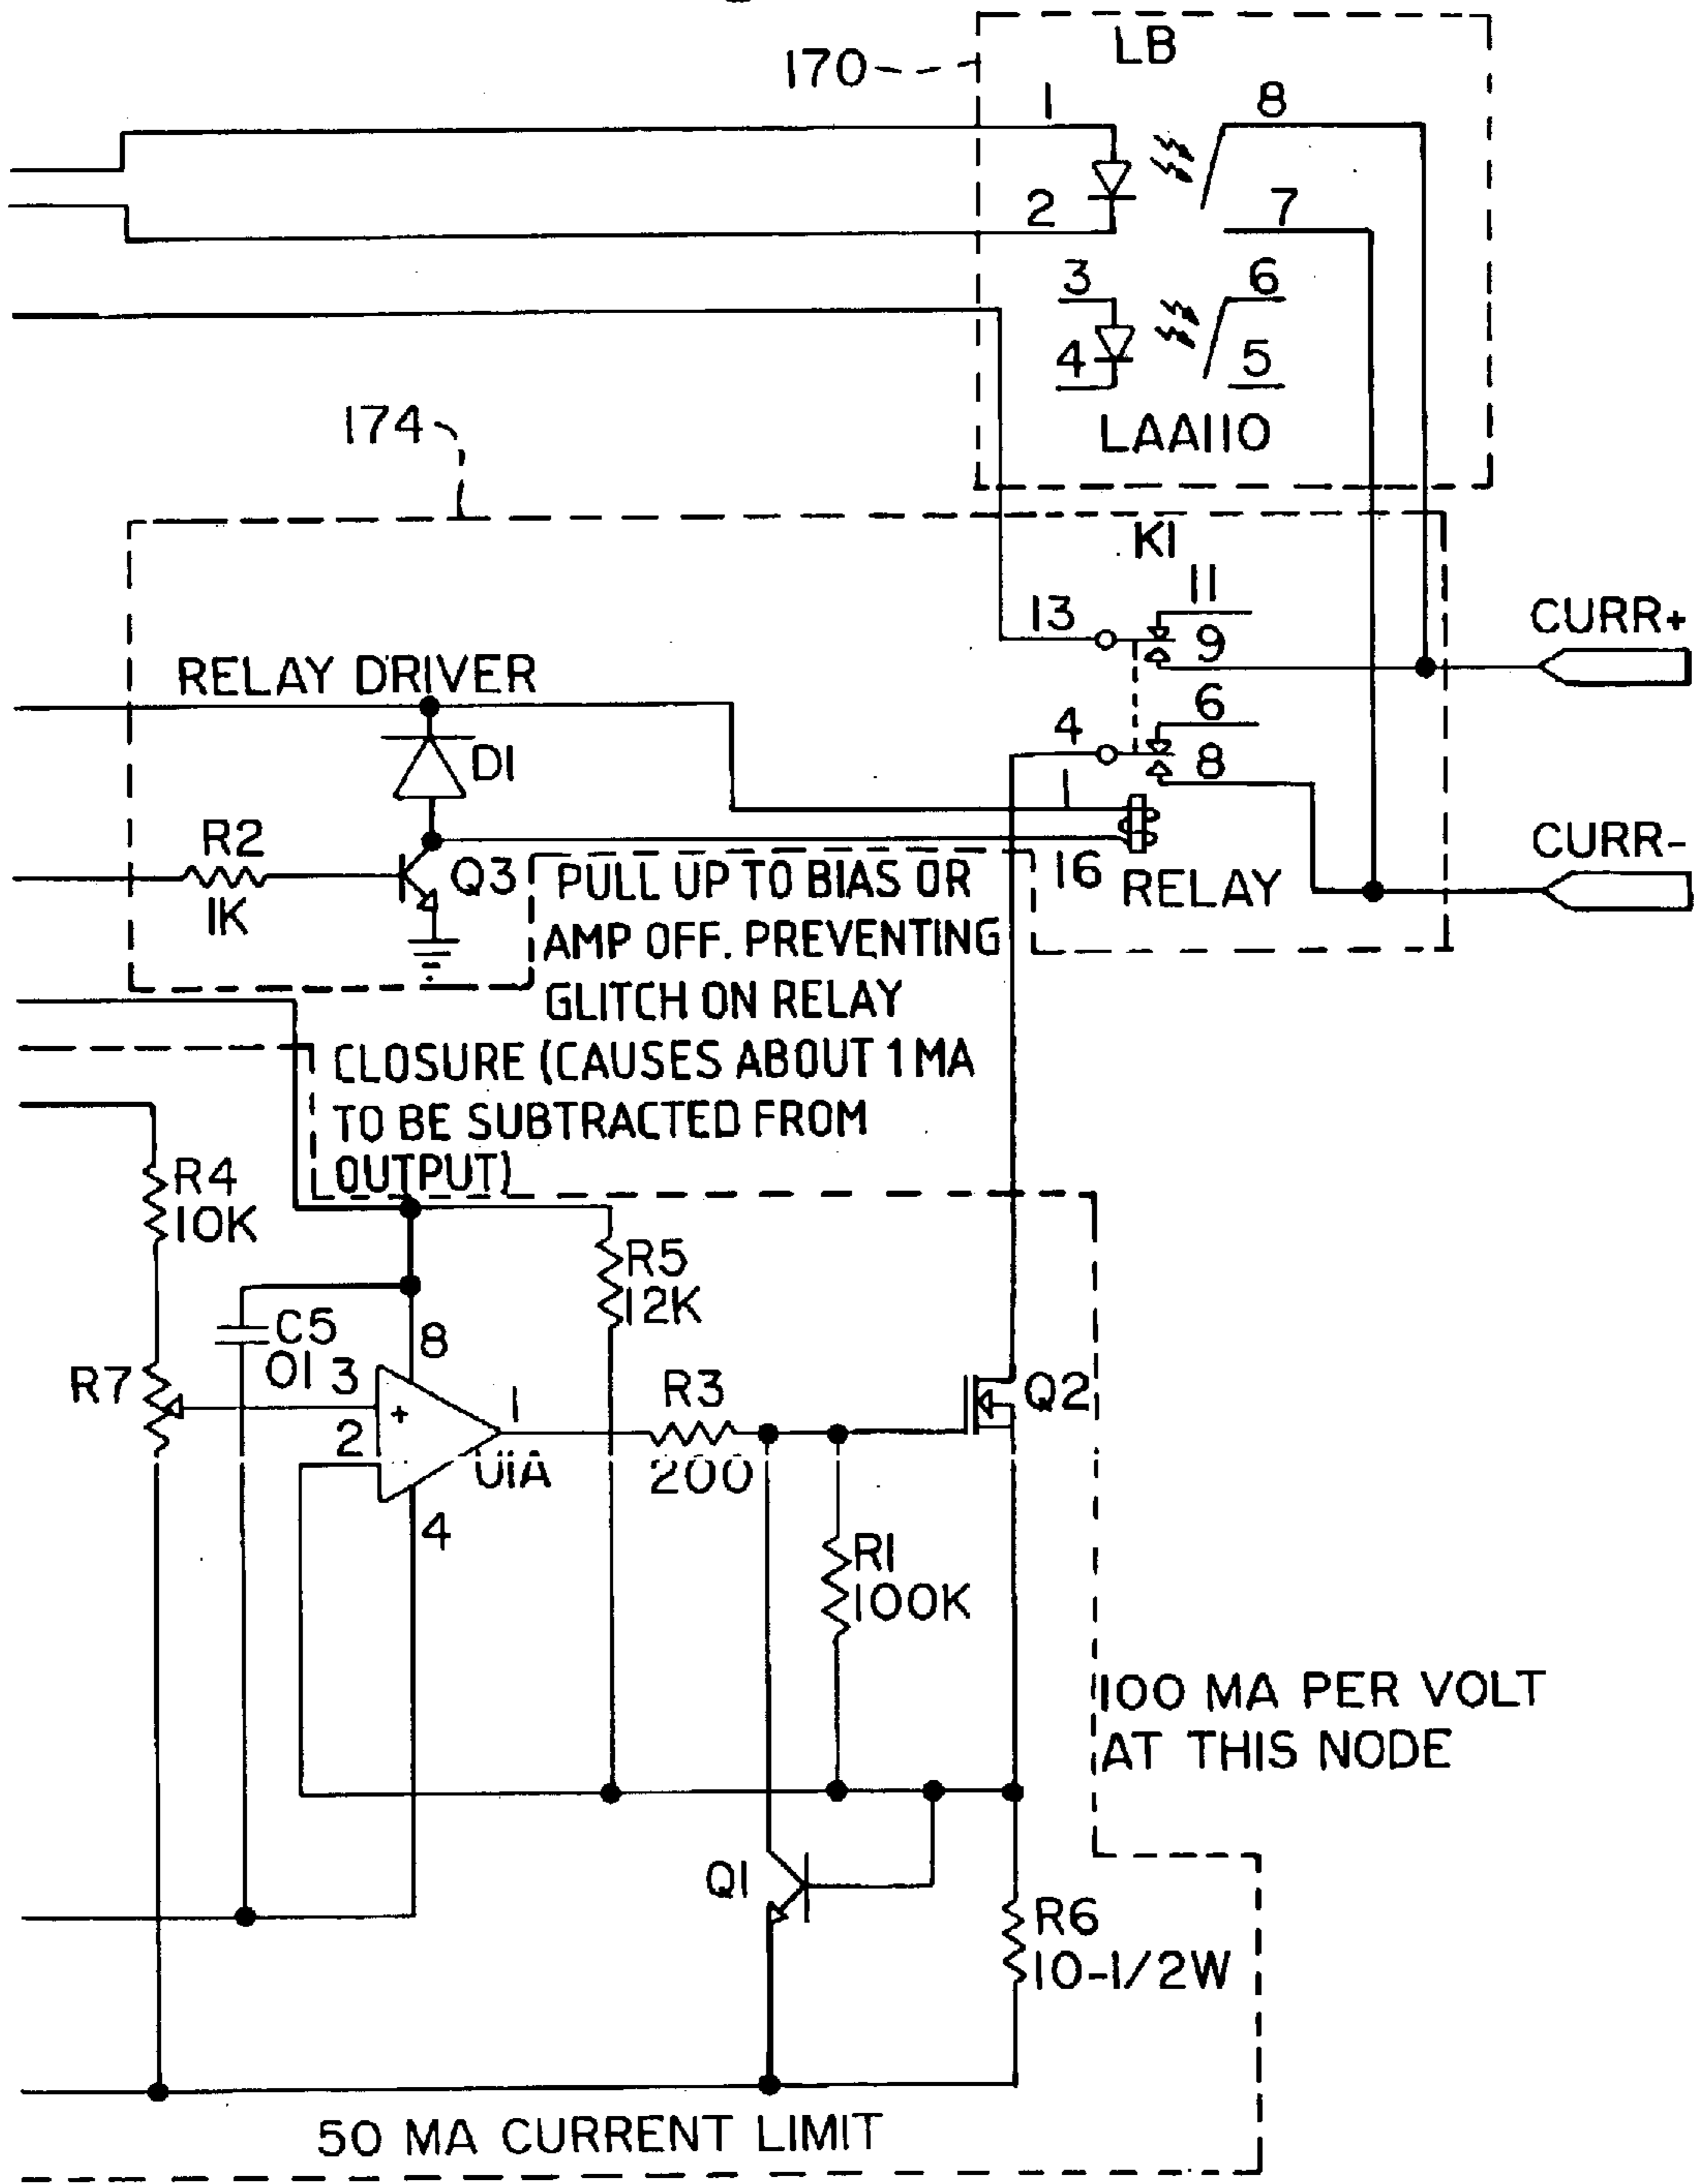 170
LB
1
8
2
7
3
6
4
5
LAA110
174
K1
11
13
9
CURR+
RELAY DRIVER
6
4
8
D1
1
CURR-
R2
1K
Q3
16
RELAY
PULL UP TO BIAS OR
AMP OFF. PREVENTING
GLITCH ON RELAY
CLOSURE (CAUSES ABOUT 1 MA
TO BE SUBTRACTED FROM
OUTPUT)
R4
10K
R5
12K
C5
01
8
3
R7
+
2
1
R3
Q2
U1A
200
4
R1
100K
100 MA PER VOLT
AT THIS NODE
Q1
R6
10-1/2W
50 MA CURRENT LIMIT